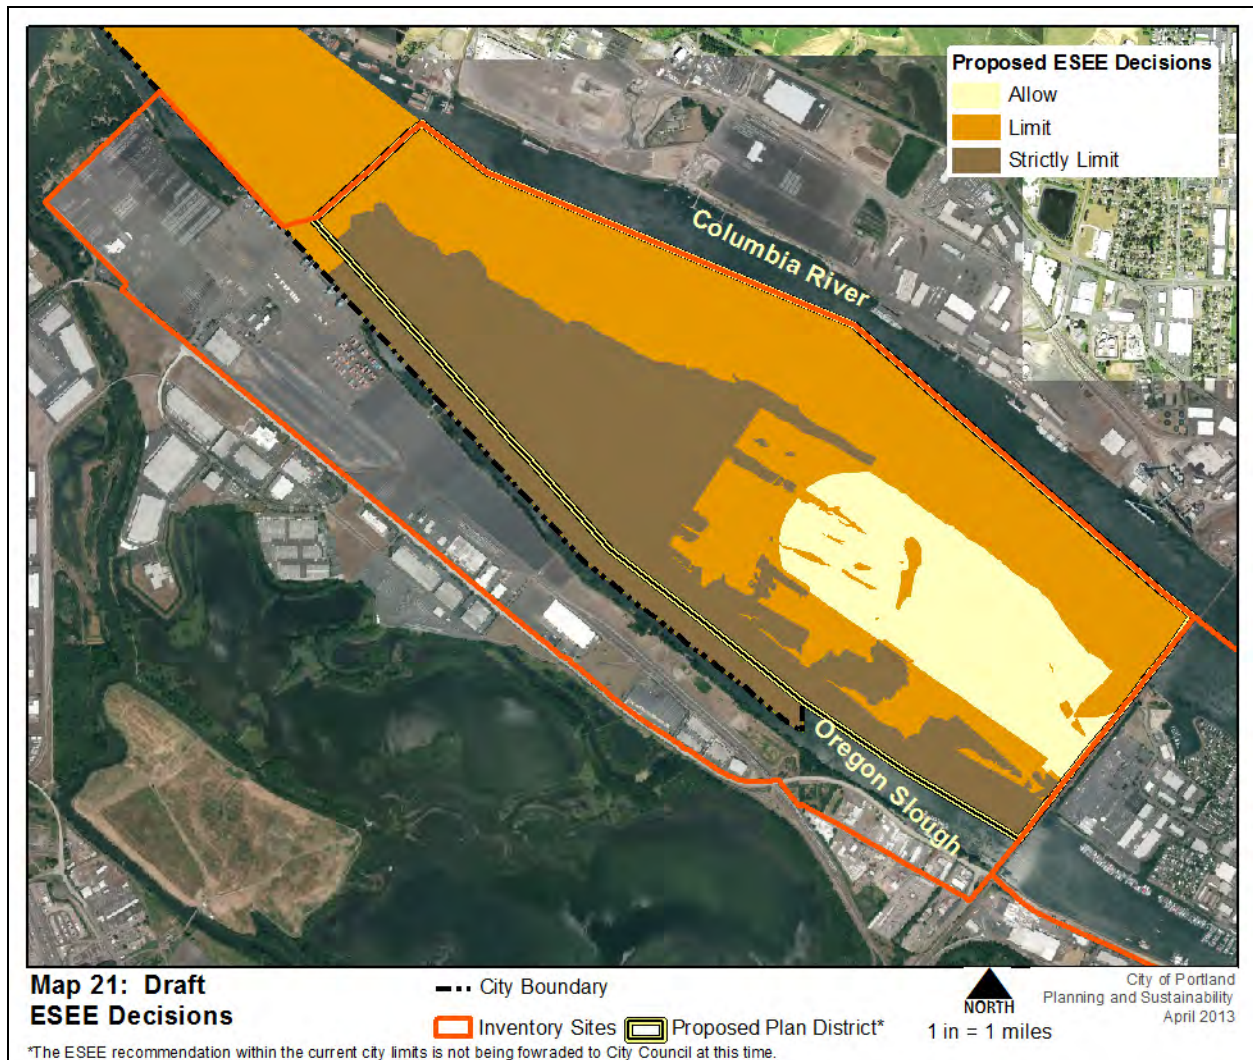 Proposed ESEE Decisions
Allow
Limit
Strictly Limit
Columbia River
Oregon Slough
Map 21: Draft
ESEE Decisions
City Boundary
Inventory Sites
Proposed Plan District*
NORTH
1 in = 1 miles
City of Portland
Planning and Sustainability
April 2013
*The ESEE recommendation within the current city limits is not being fowraded to City Council at this time.